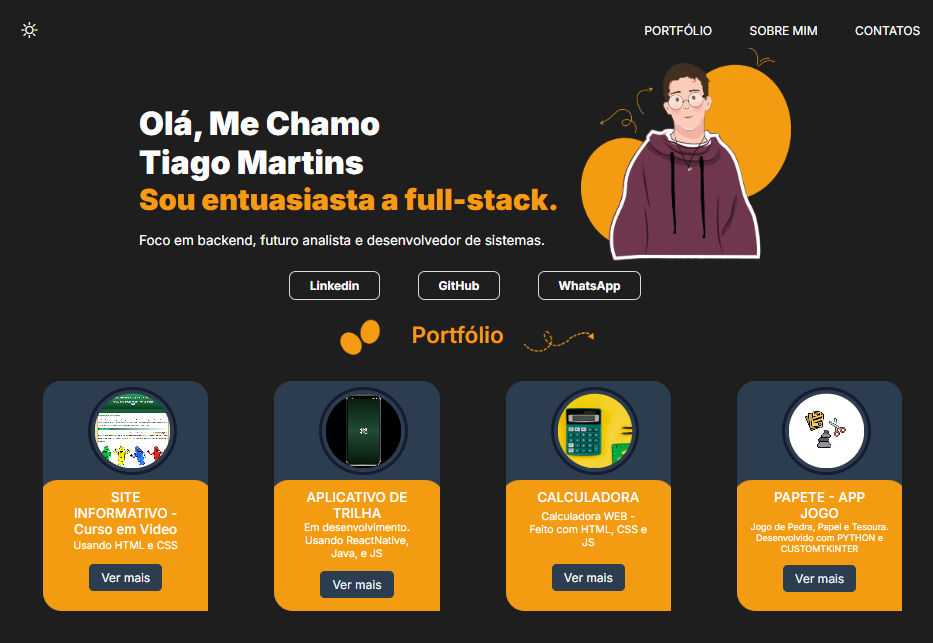 PORTFÓLIO SOBRE MIM CONTATOS
Olá, Me Chamo
Tiago Martins
Sou entuasiasta a full-stack.
Foco em backend, futuro analista e desenvolvedor de sistemas.
Linkedin GitHub WhatsApp
Portfólio
SITE
INFORMATIVO -
Curso em Video
Usando HTML e CSS
Ver mais
APLICATIVO DE
TRILHA
Em desenvolvimento.
Usando ReactNative,
Java, e JS
Ver mais
CALCULADORA
Calculadora WEB -
Feito com HTML, CSS e
JS
Ver mais
PAPETE - APP
JOGO
Jogo de Pedra, Papel e Tesoura.
Desenvolvido com PYTHON e
CUSTOMTKINTER
Ver mais